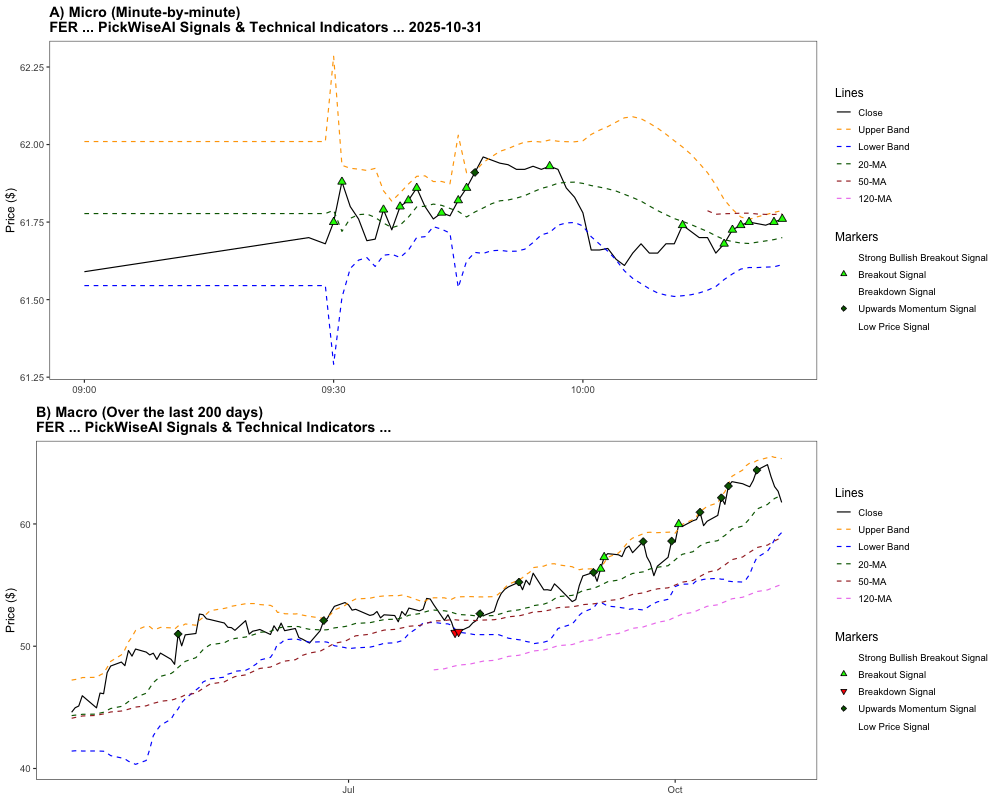 A) Micro (Minute-by-minute)
FER ... PickWiseAI Signals & Technical Indicators ... 2025-10-31
62.25
62.00
61.75
61.50
61.25
Price ($)
09:00
09:30
10:00
Lines
Close
Upper Band
Lower Band
20-MA
50-MA
120-MA
Markers
Strong Bullish Breakout Signal
Breakout Signal
Breakdown Signal
Upwards Momentum Signal
Low Price Signal
B) Macro (Over the last 200 days)
FER ... PickWiseAI Signals & Technical Indicators ...
60
50
40
Price ($)
Jul
Oct
Lines
Close
Upper Band
Lower Band
20-MA
50-MA
120-MA
Markers
Strong Bullish Breakout Signal
Breakout Signal
Breakdown Signal
Upwards Momentum Signal
Low Price Signal